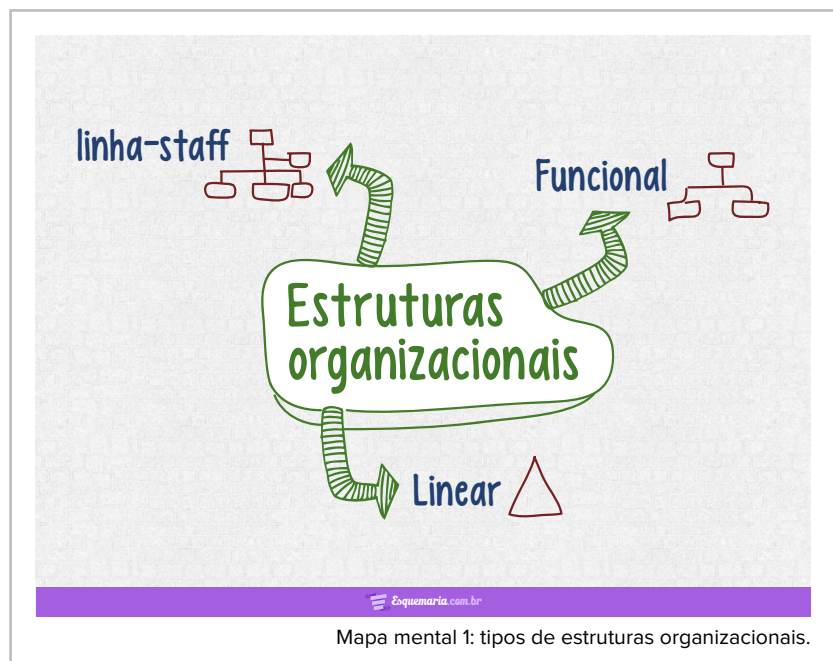 linha-staff
Funcional
Estruturas
organizacionais
Linear
Esquemaria.com.br
Mapa mental 1: tipos de estruturas organizacionais.